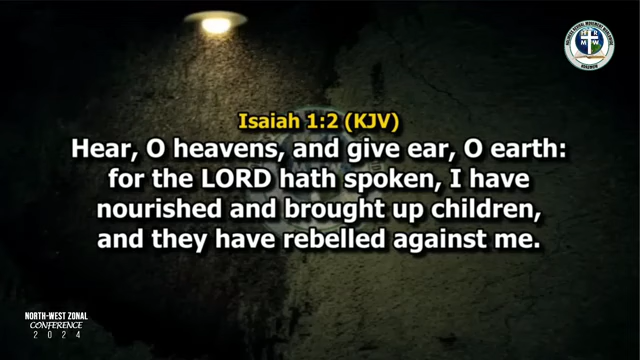 Isaiah 1:2 (KJV)
Hear, O heavens, and give ear, O earth:
for the LORD hath spoken, I have
nourished and brought up children,
and they have rebelled against me.
NORTH-WEST ZONAL
CONFERENCE
2024